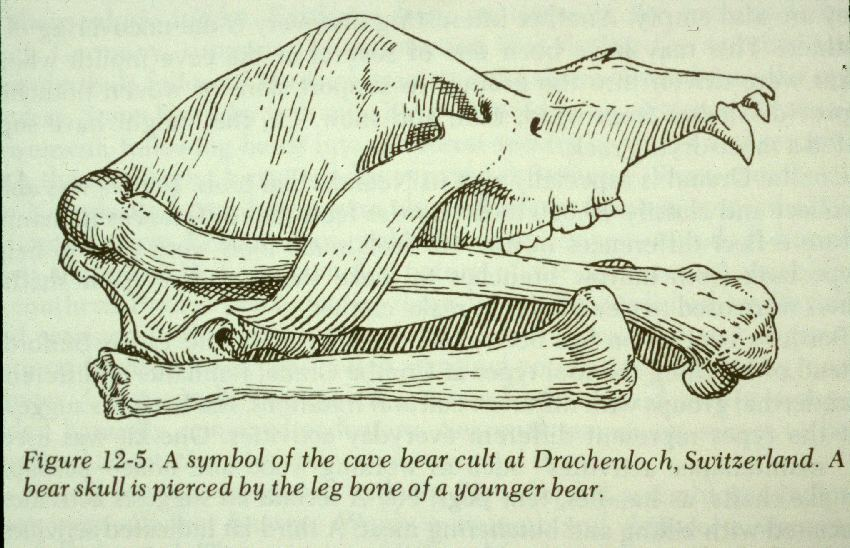 Figure 12-5. A symbol of the cave bear cult at Drachenloch, Switzerland. A
bear skull is pierced by the leg bone of a younger bear.